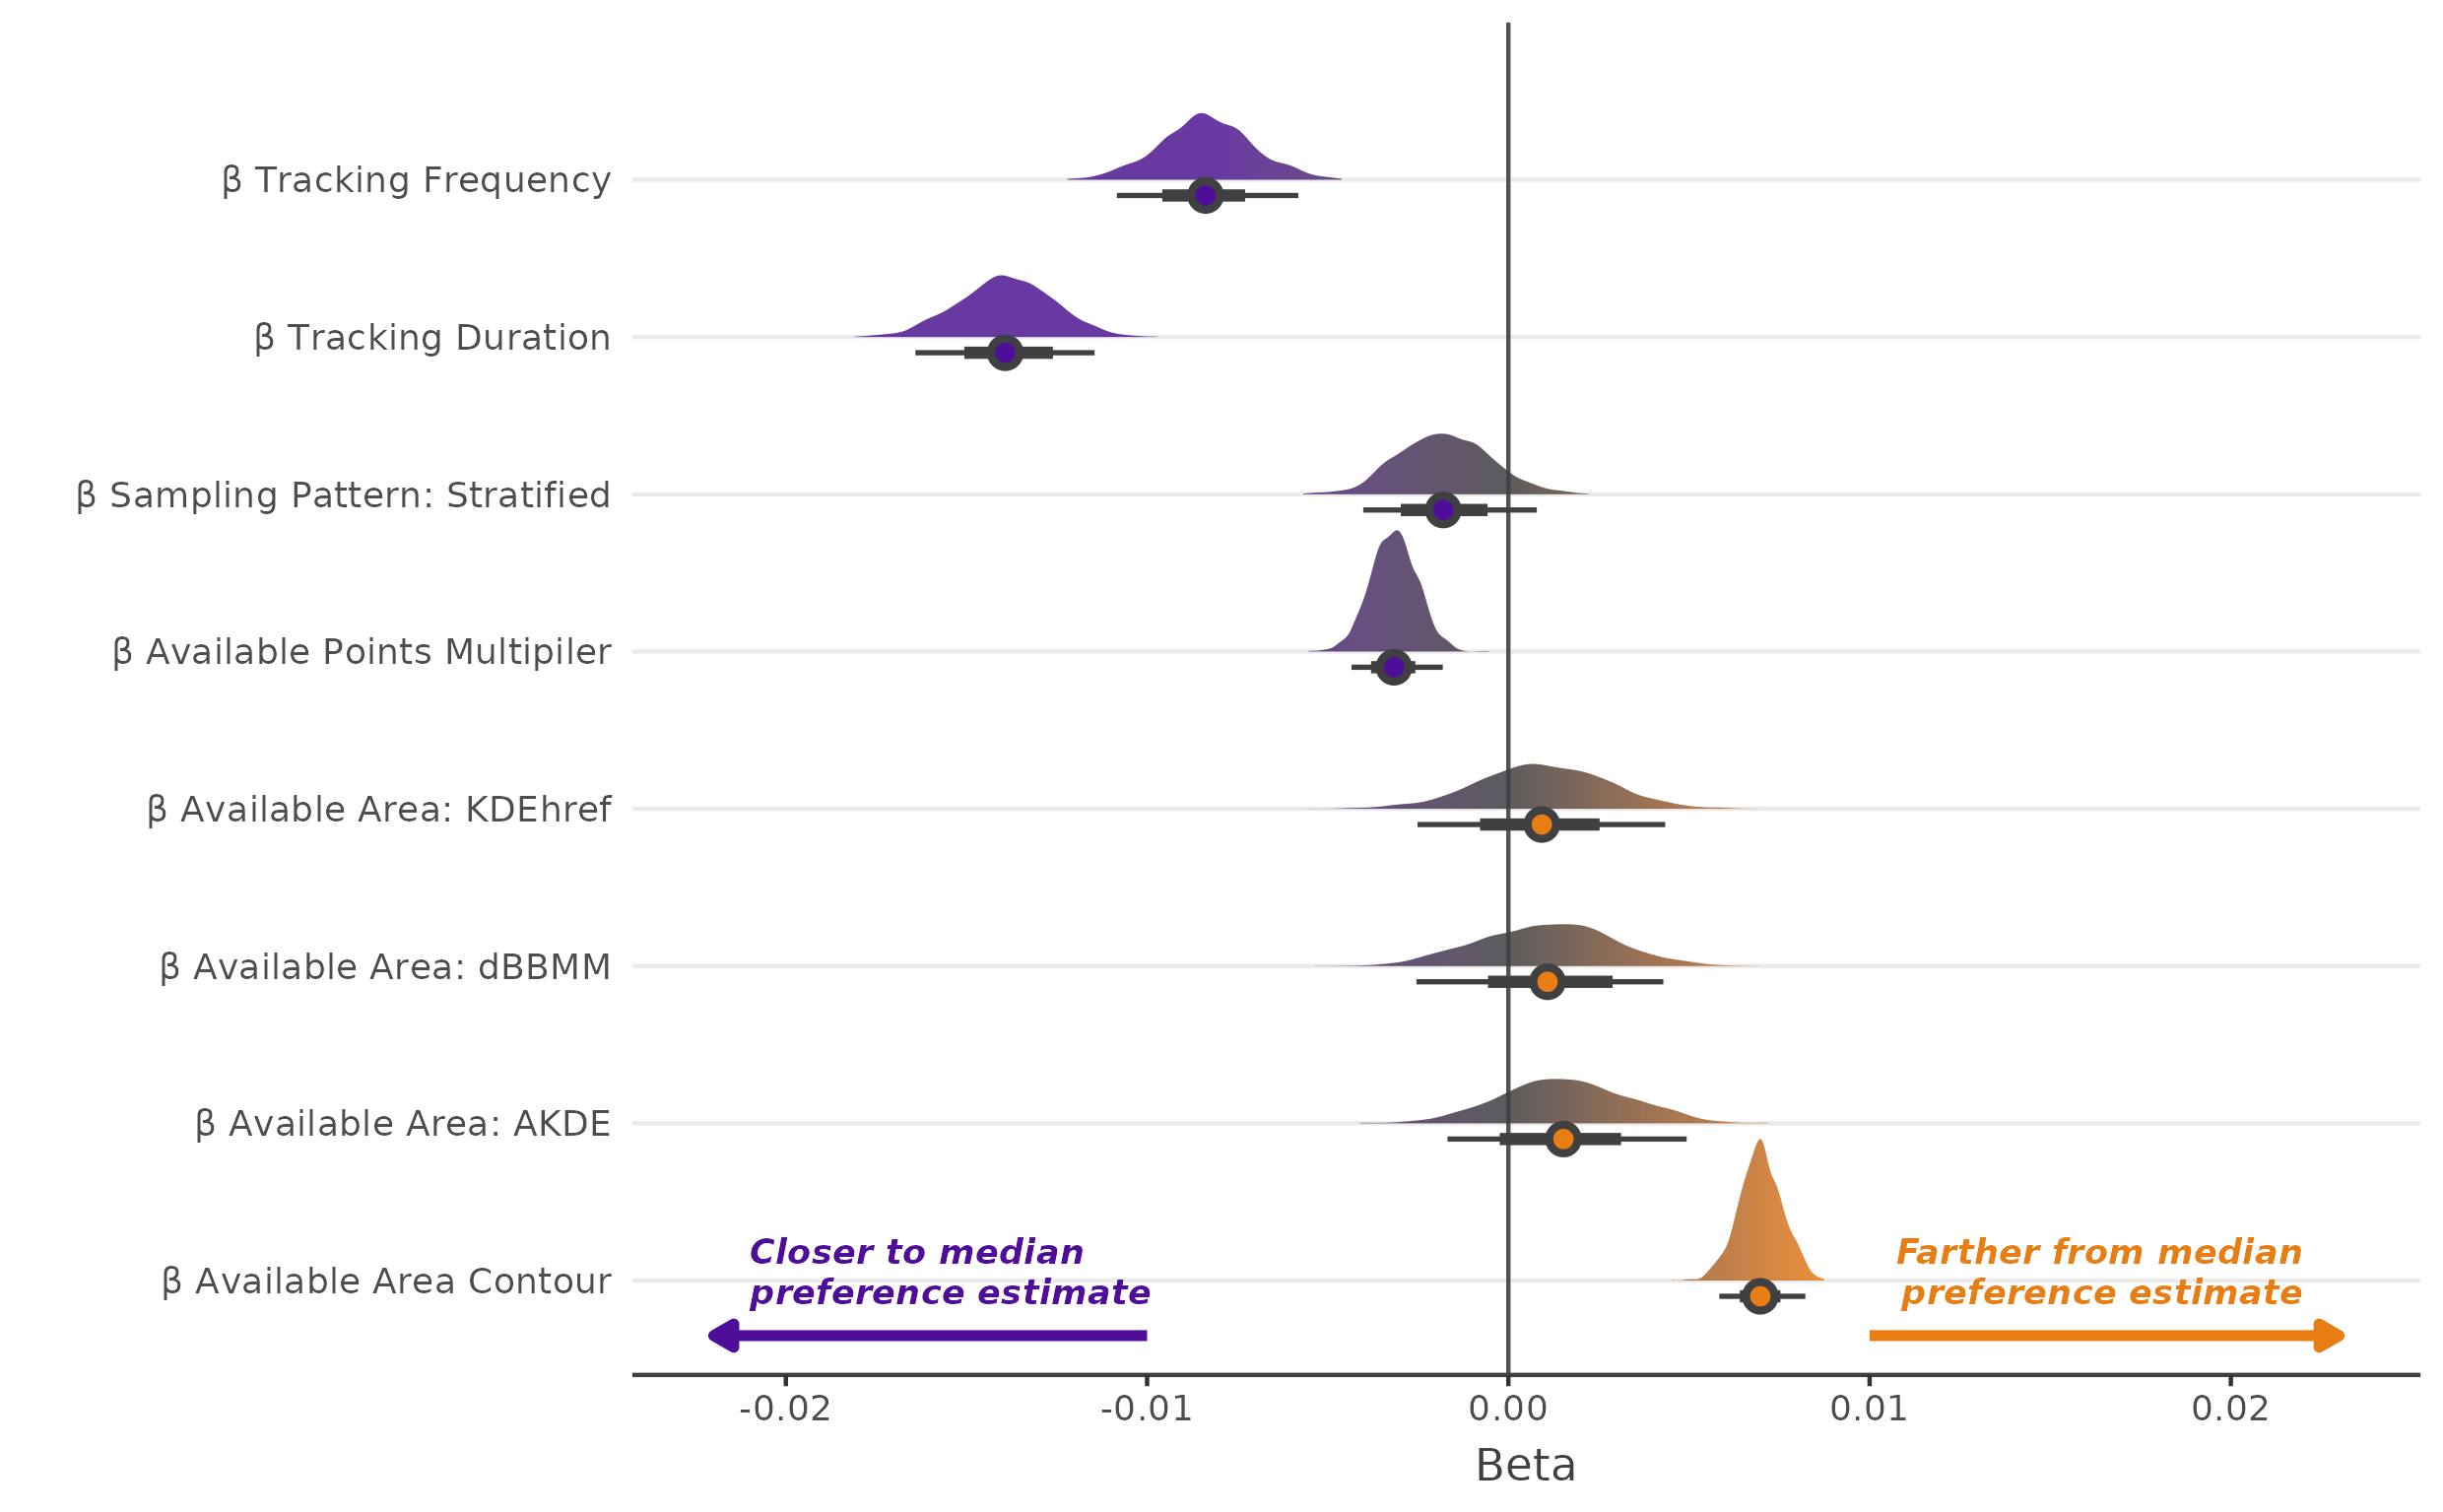 β Tracking Frequency
β Tracking Duration
β Sampling Pattern: Stratified
β Available Points Multipiler
β Available Area: KDEhref
β Available Area: dBBMM
β Available Area: AKDE
β Available Area Contour
Closer to median
preference estimate
Farther from median
preference estimate
-0.02 -0.01 0.00 0.01 0.02
Beta